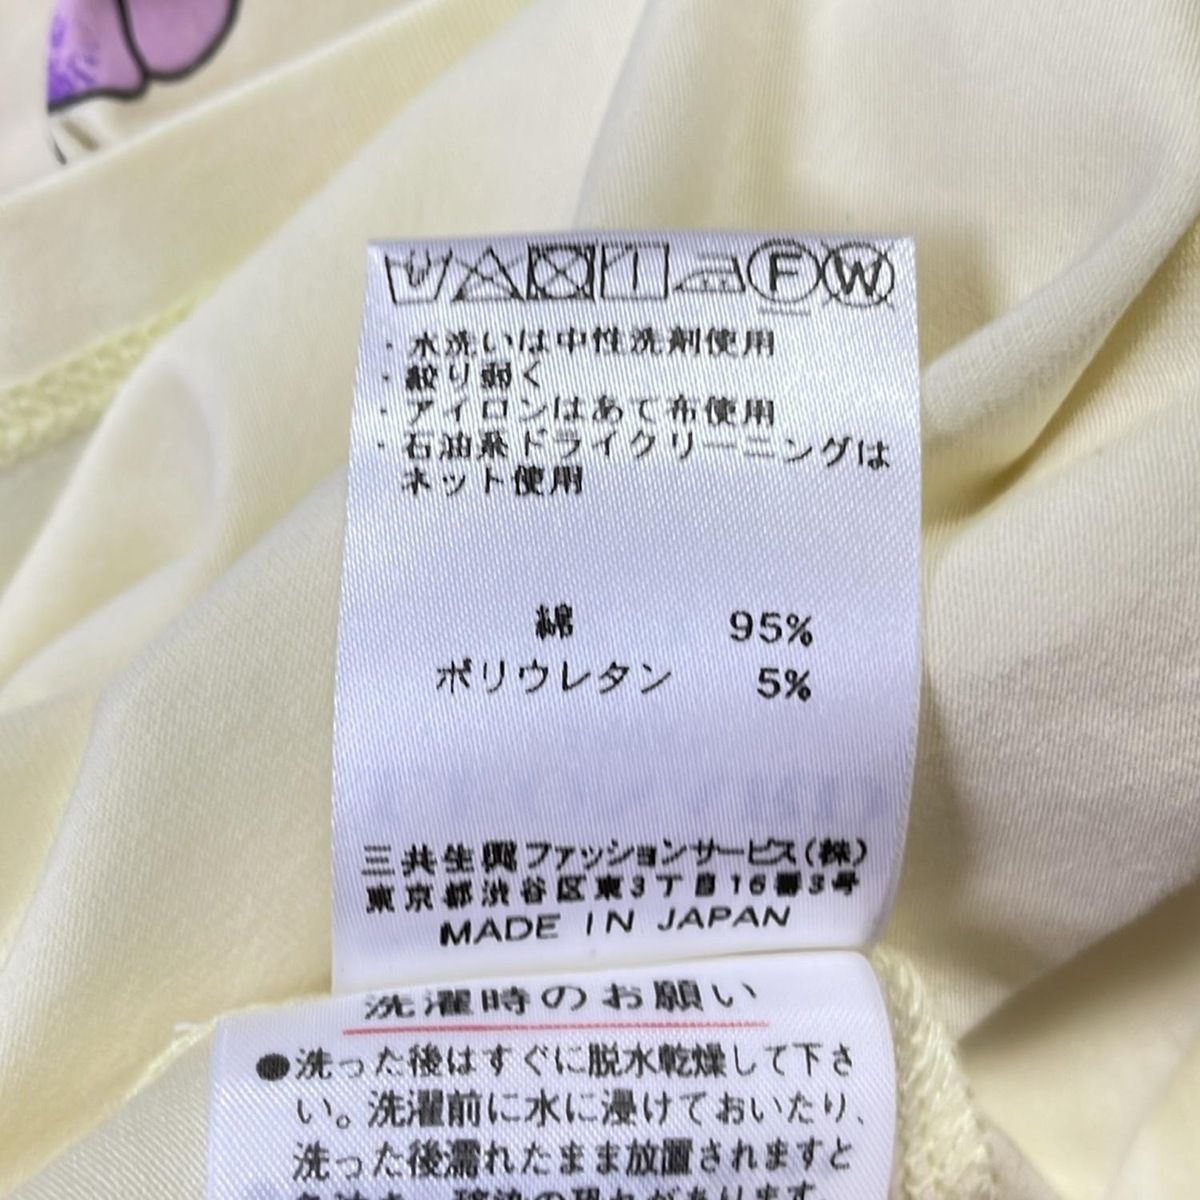 F W
・水洗いは中性洗剤使用
・絞り弱く
・アイロンはあて布使用
・石油系ドライクリーニングは
ネット使用
綿 95%
ポリウレタン 5%
三共生興ファッションサービス(株)
東京都渋谷区東3丁目16番3号
MADE IN JAPAN
洗濯時のお願い
●洗った後はすぐに脱水乾燥して下さ
い。洗濯前に水に浸けておいたり、
洗った後濡れたまま放置されますと